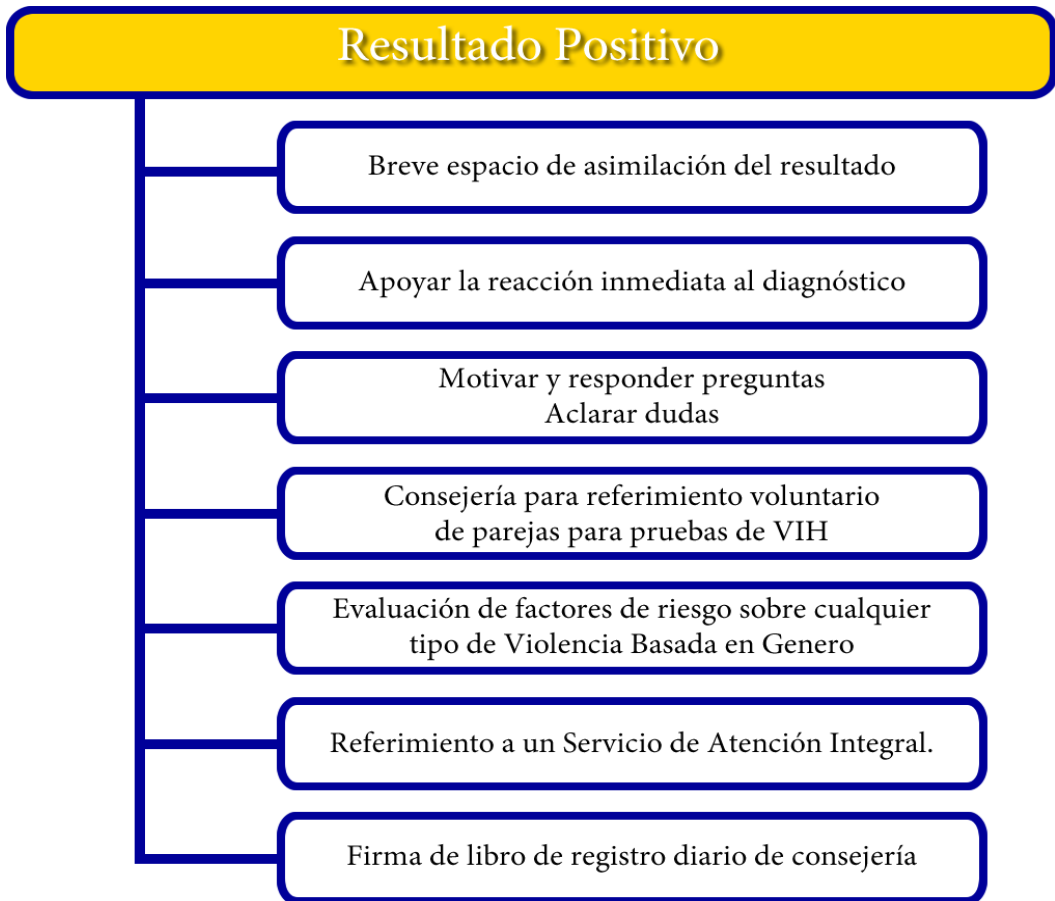 Resultado Positivo
Breve espacio de asimilación del resultado
Apoyar la reacción inmediata al diagnóstico
Motivar y responder preguntas
Aclarar dudas
Consejería para referimiento voluntario
de parejas para pruebas de VIH
Evaluación de factores de riesgo sobre cualquier
tipo de Violencia Basada en Genero
Referimiento a un Servicio de Atención Integral.
Firma de libro de registro diario de consejería